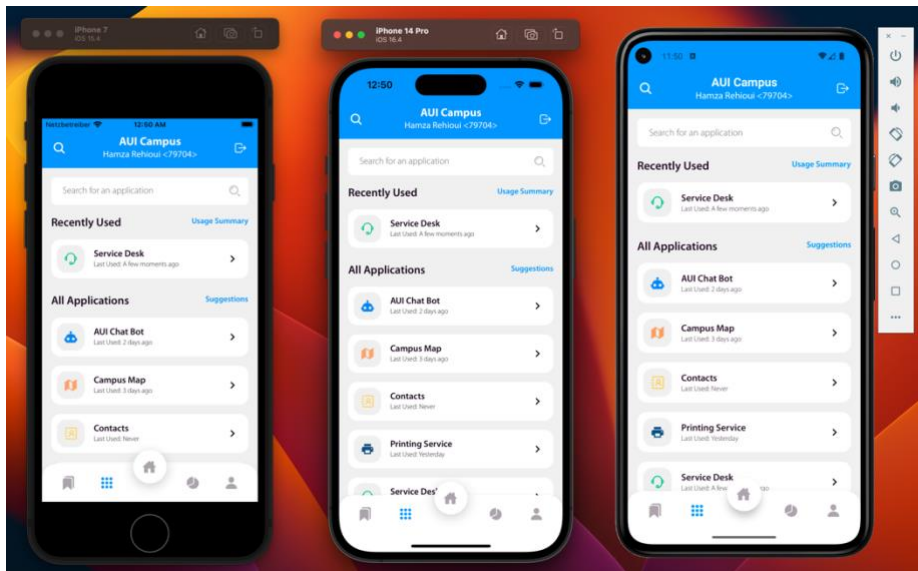 iPhone 7
iOS 16.4
Netzbetreiber
12:50 AM
AUI Campus
Hamza Rehioui <79704>
Search for an application
Recently Used
Usage Summary
Service Desk
Last Used: A few moments ago
All Applications
Suggestions
AUI Chat Bot
Last Used: 2 days ago
Campus Map
Last Used: 3 days ago
Contacts
Last Used: Never
iPhone 14 Pro
iOS 16.4
12:50
AUI Campus
Hamza Rehioui <79704>
Search for an application
Recently Used
Usage Summary
Service Desk
Last Used: A few moments ago
All Applications
Suggestions
AUI Chat Bot
Last Used: 2 days ago
Campus Map
Last Used: 3 days ago
Contacts
Last Used: Never
Printing Service
Last Used: Yesterday
Service Des
11:50
AUI Campus
Hamza Rehioui <79704>
Search for an application
Recently Used
Usage Summary
Service Desk
Last Used: A few moments ago
All Applications
Suggestions
AUI Chat Bot
Last Used: 2 days ago
Campus Map
Last Used: 3 days ago
Contacts
Last Used: Never
Printing Service
Last Used: Yesterday
Service Desk
Last Used: A few
ago